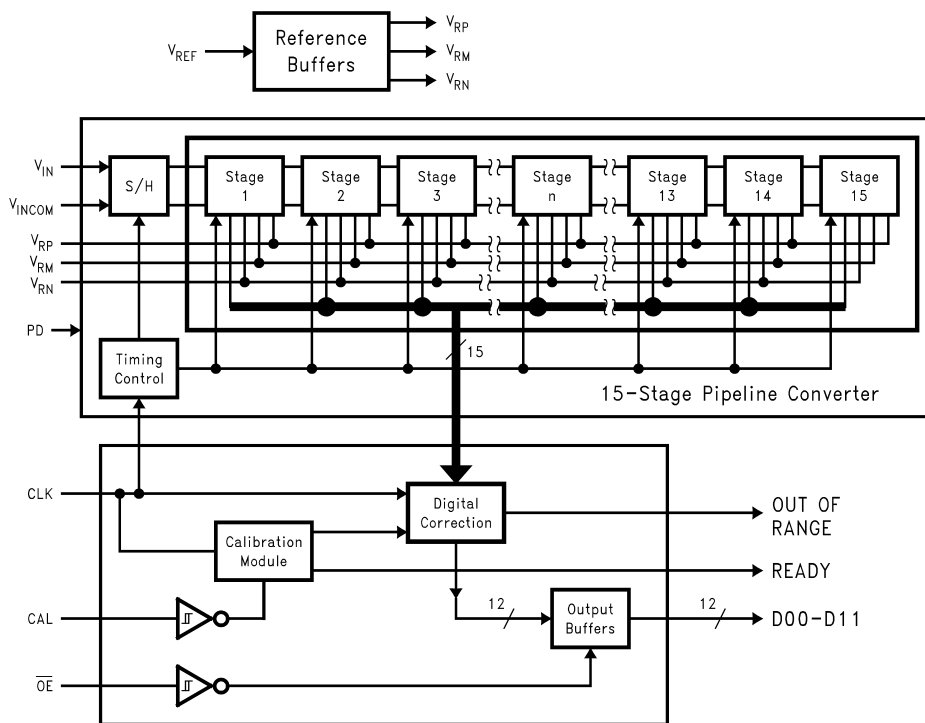 V_RP
V_REF
Reference
Buffers
V_RM
V_RN
V_IN
S/H
Stage
1
Stage
2
Stage
3
Stage
n
Stage
13
Stage
14
Stage
15
V_INCOM
V_RP
V_RM
V_RN
PD
Timing
Control
15
15-Stage Pipeline Converter
CLK
Digital
Correction
OUT OF
RANGE
Calibration
Module
READY
CAL
12
Output
Buffers
12
D00-D11
O̅E̅